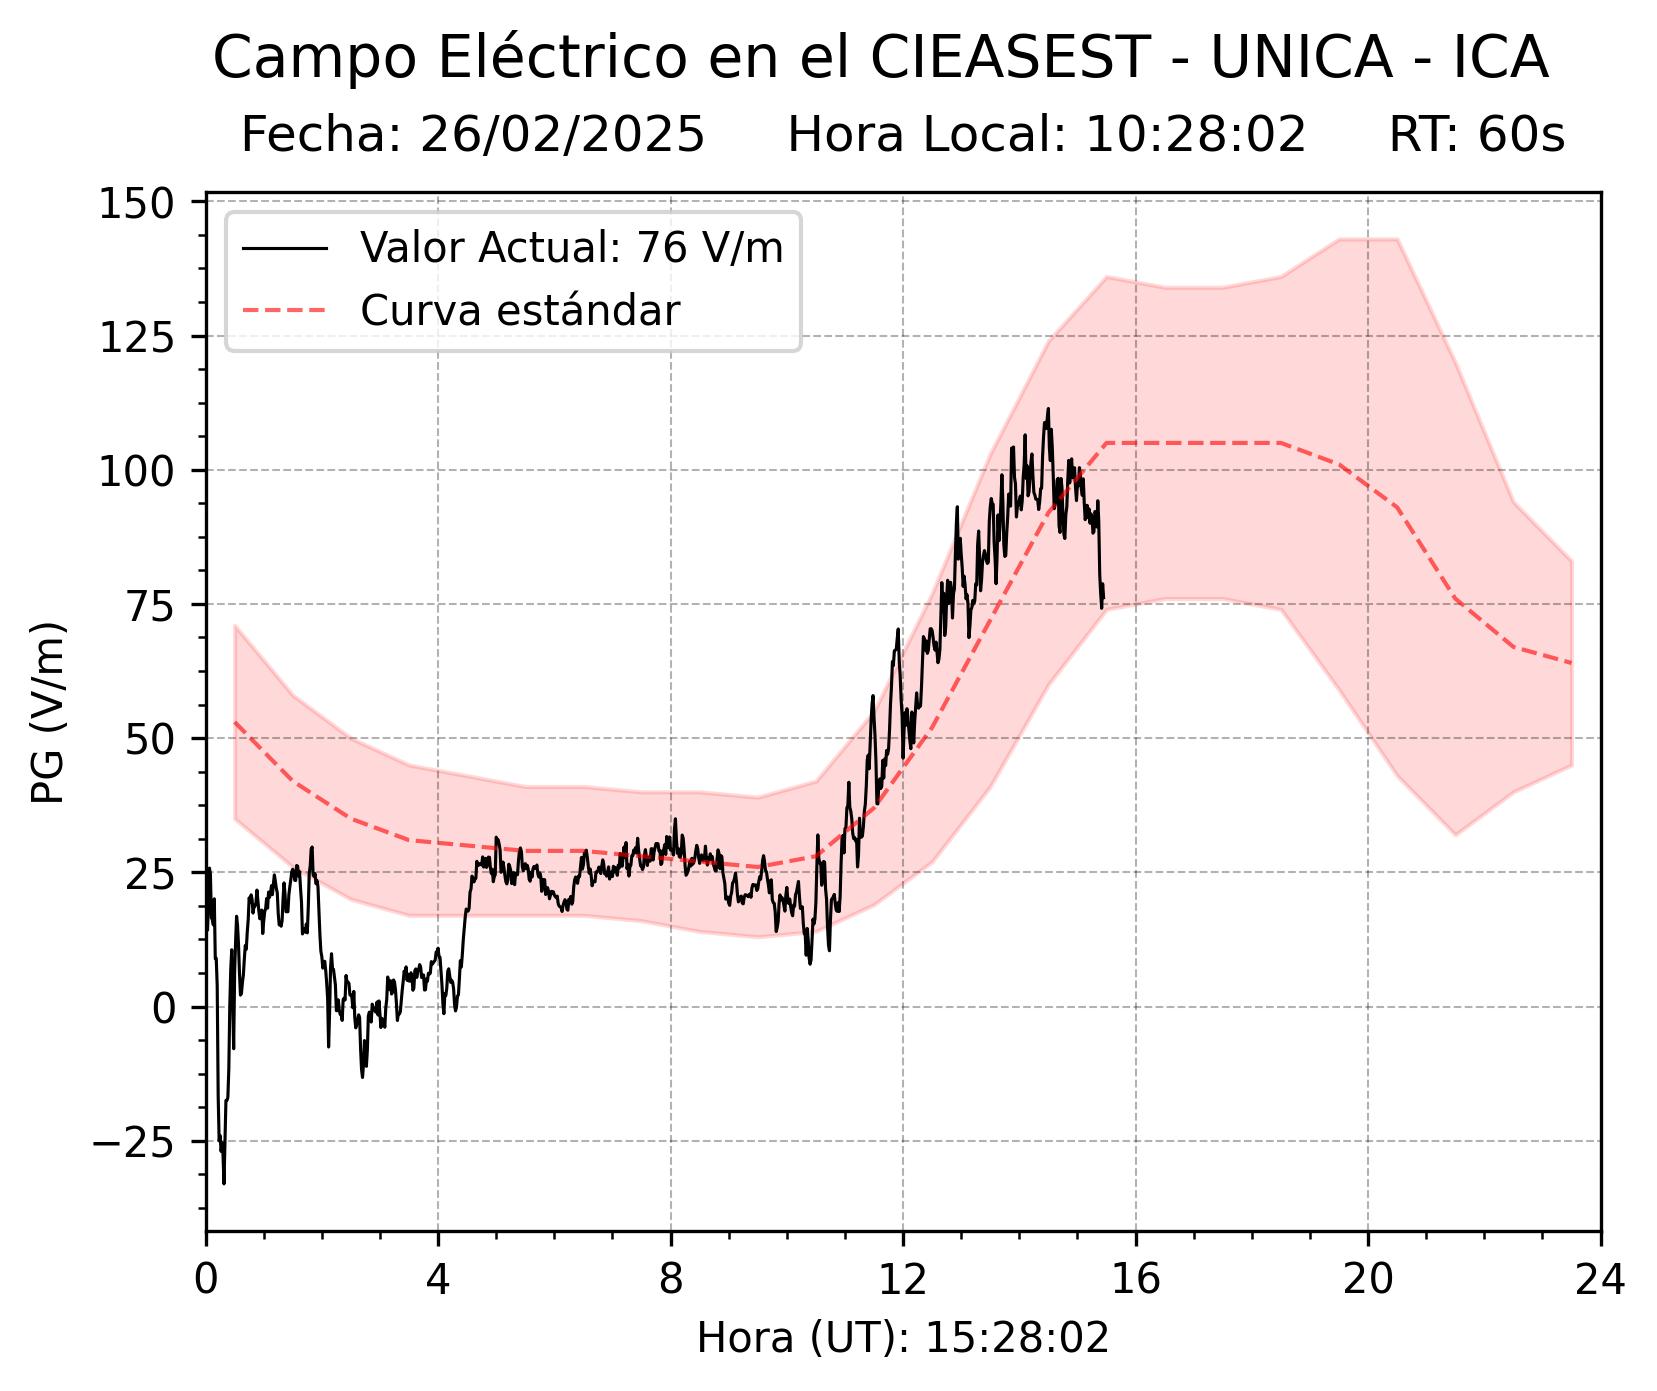 Campo Eléctrico en el CIEASEST - UNICA - ICA
Fecha: 26/02/2025 Hora Local: 10:28:02 RT: 60s
Valor Actual: 76 V/m
Curva estándar
PG (V/m)
150
125
100
75
50
25
0
−25
0 4 8 12 16 20 24
Hora (UT): 15:28:02